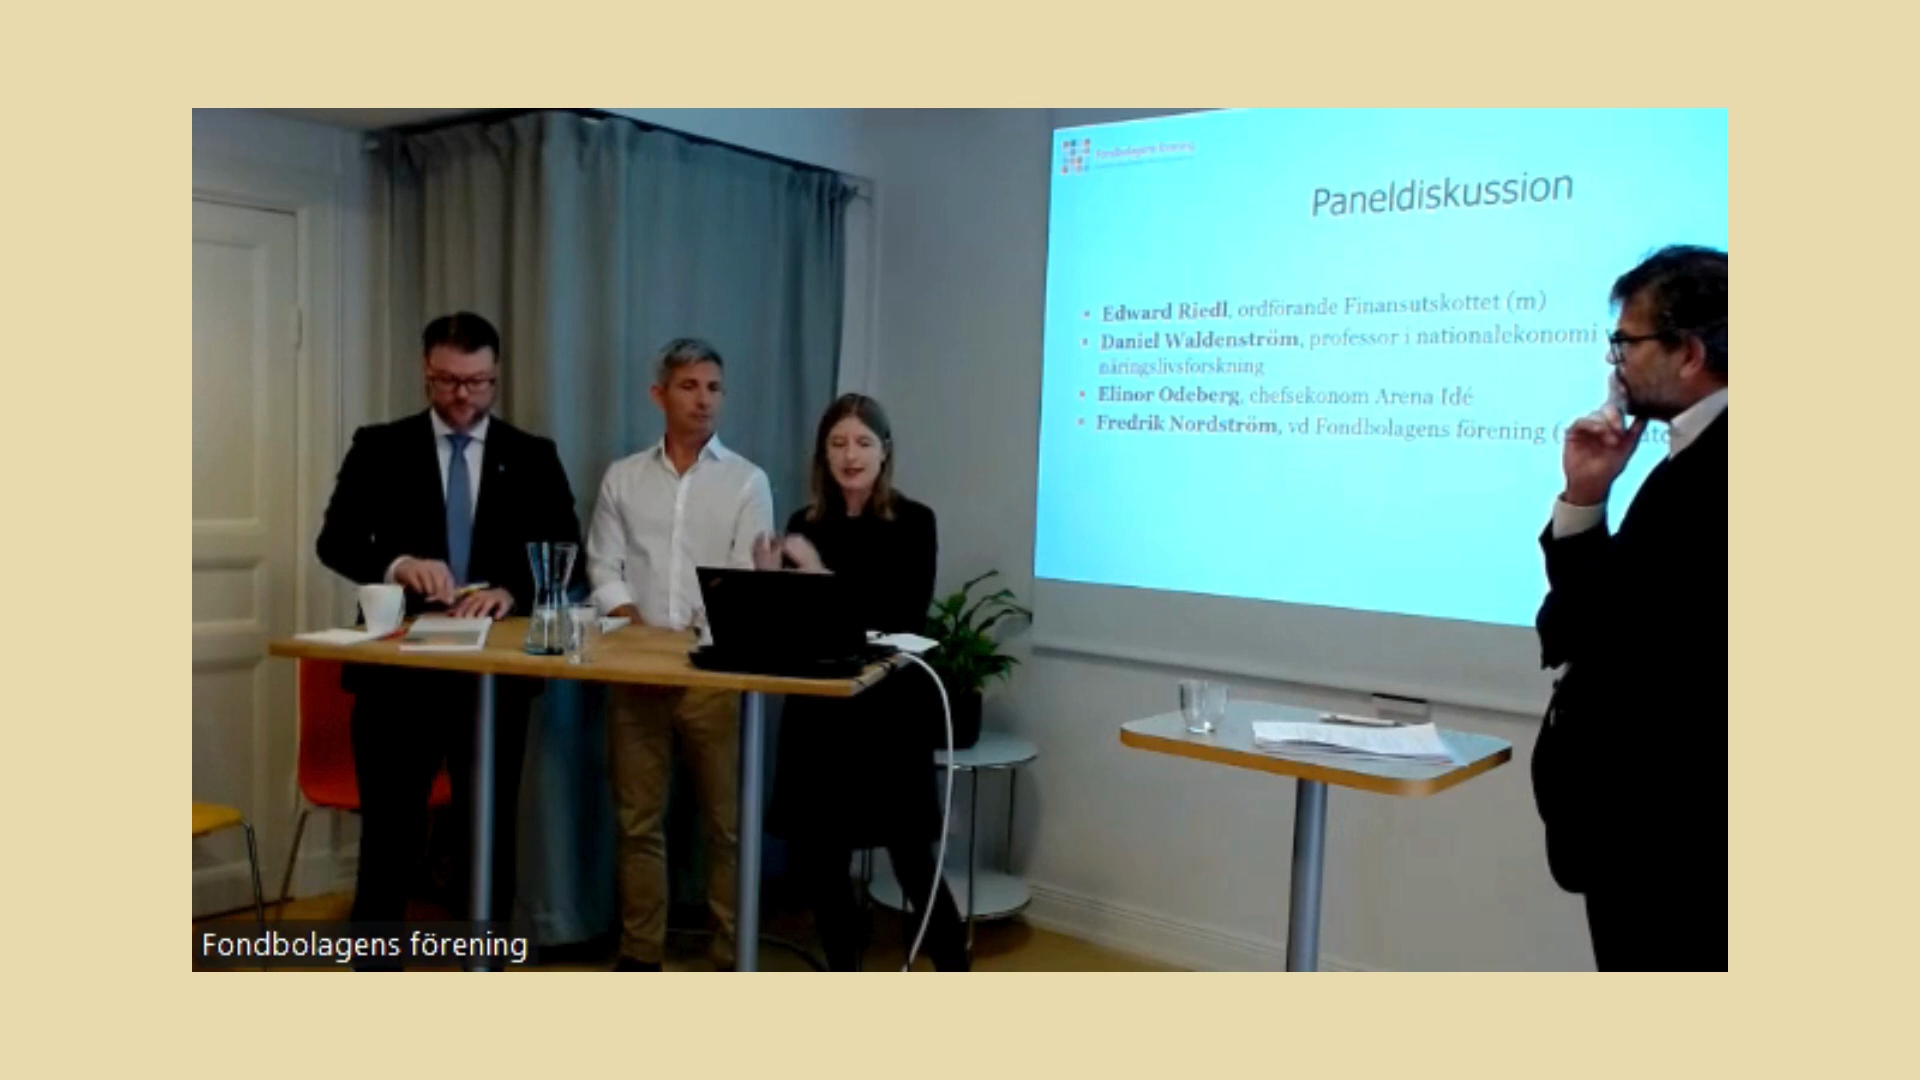 Fondbolagens förening
Paneldiskussion
• Edward Riedl, ordförande Finansutskottet (m)
• Daniel Waldenström, professor i nationalekonomi
näringslivsforskning
• Elinor Odeberg, chefsekonom Arena Idé
• Fredrik Nordström, vd Fondbolagens förening
Fondbolagens förening